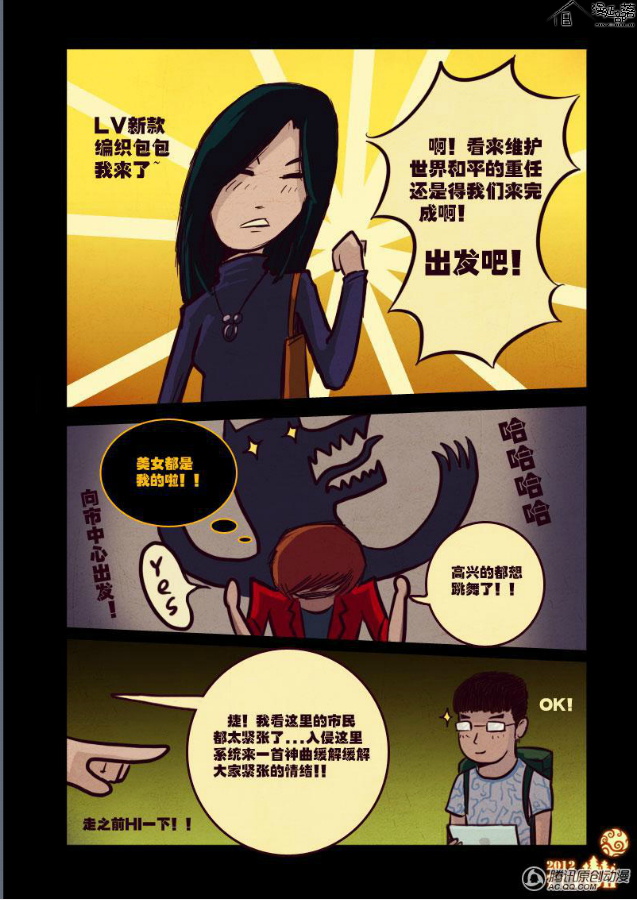 漫域部落
LV新款
编织包包
我来了~
啊！看来维护
世界和平的重任
还是得我们来完
成啊！
出发吧！
美女都是
我的啦！！
哈哈哈哈
向市中心出发！
YES
高兴的都想
跳舞了！！
捷！我看这里的市民
都太紧张了...入侵这里
系统来一首神曲缓解缓解
大家紧张的情绪!!
OK!
走之前HI一下！！
2012
腾讯原创动漫
AC.QQ.COM